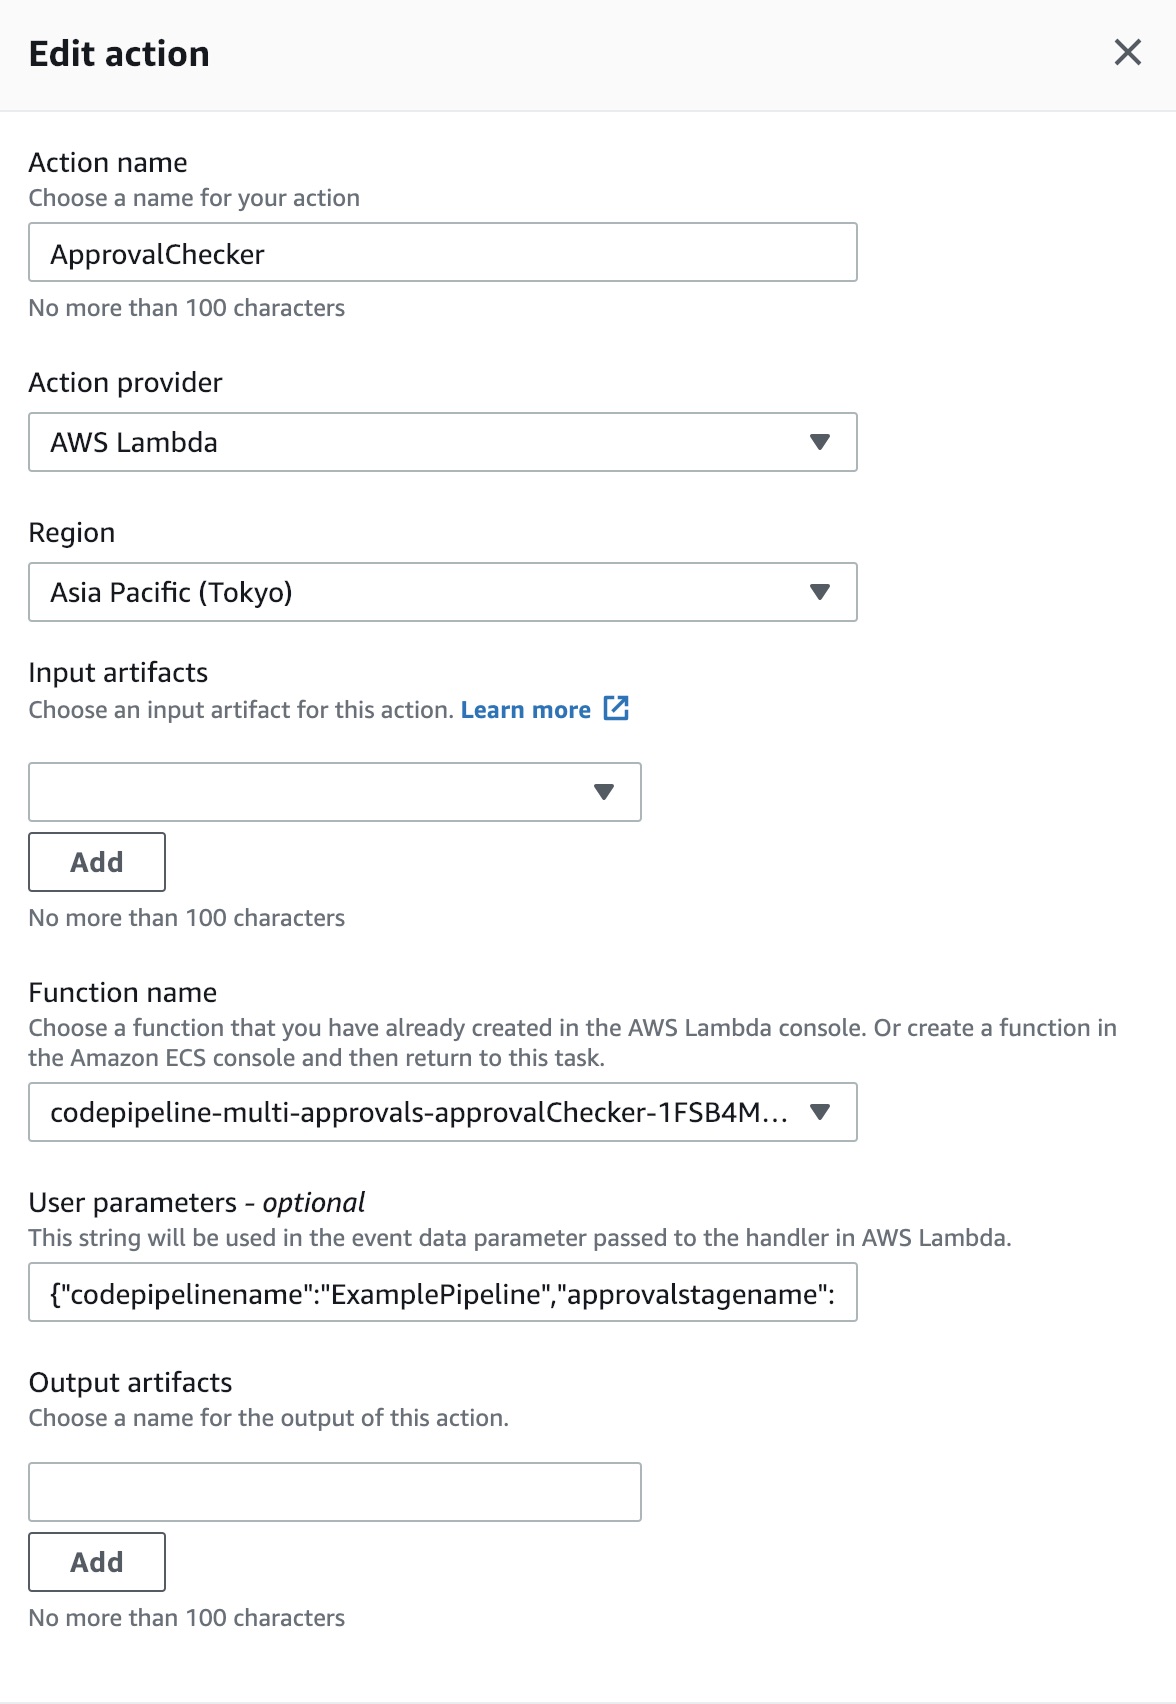 Edit action
Action name
Choose a name for your action
ApprovalChecker
No more than 100 characters
Action provider
AWS Lambda
Region
Asia Pacific (Tokyo)
Input artifacts
Choose an input artifact for this action. Learn more
Add
No more than 100 characters
Function name
Choose a function that you have already created in the AWS Lambda console. Or create a function in
the Amazon ECS console and then return to this task.
codepipeline-multi-approvals-approvalChecker-1FSB4M...
User parameters - optional
This string will be used in the event data parameter passed to the handler in AWS Lambda.
{"codepipelinename":"ExamplePipeline","approvalstagename":
Output artifacts
Choose a name for the output of this action.
Add
No more than 100 characters